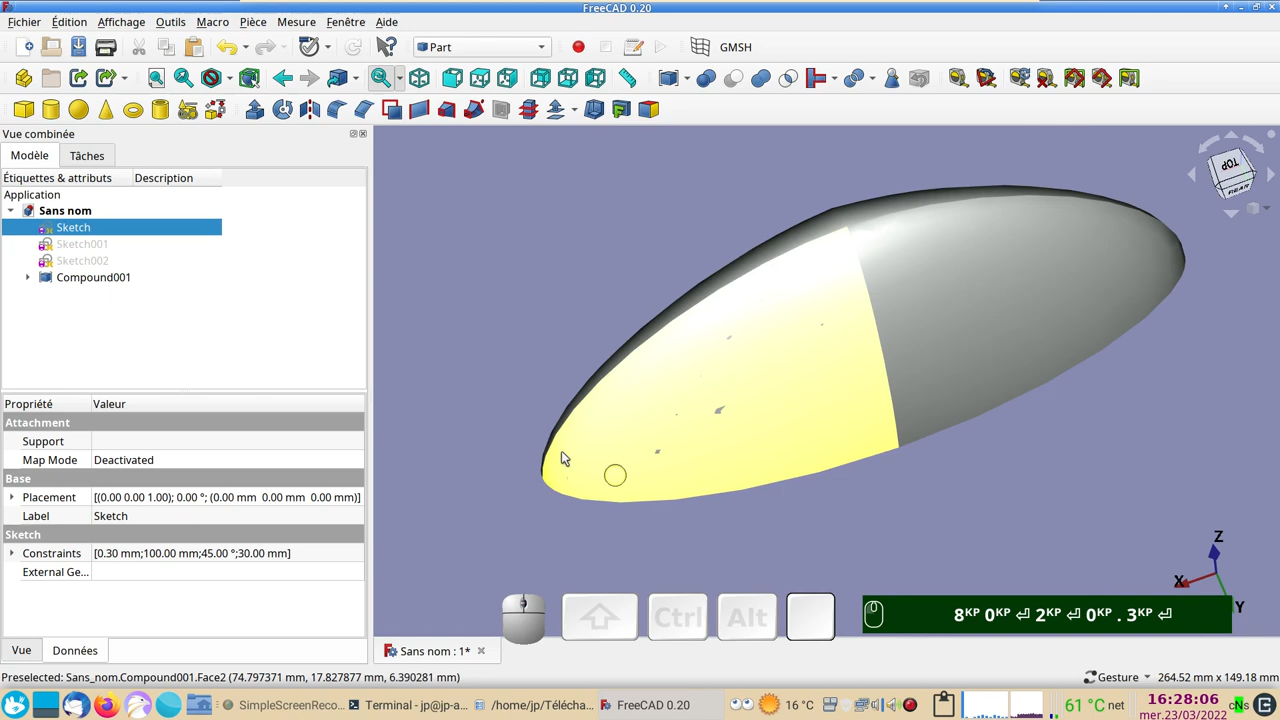 FreeCAD 0.20
Fichier Édition Affichage Outils Macro Pièce Mesure Fenêtre Aide
Part GMSH
Vue combinée
Modèle Tâches
Étiquettes & attributs Description
Application
Sans nom
Sketch
Sketch001
Sketch002
Compound001
Propriété Valeur
Attachment
Support
Map Mode Deactivated
Base
Placement [(0.00 0.00 1.00); 0.00 °; (0.00 mm 0.00 mm 0.00 mm)]
Label Sketch
Sketch
Constraints [0.30 mm;100.00 mm;45.00 °;30.00 mm]
External Ge...
Vue Données
TOP
REAR
Z
X
Y
Ctrl Alt
8KP 0KP ⏎ 2KP ⏎ 0KP . 3KP ⏎
Sans nom : 1*
Preselected: Sans_nom.Compound001.Face2 (74.797371 mm, 17.827877 mm, 6.390281 mm) Gesture 264.52 mm x 149.18 mm
SimpleScreenReco... Terminal - jp@jp-a... /home/jp/Télécha... FreeCAD 0.20 16 °C 61 °C net 16:28:06 cNs
mer.23/03/2022